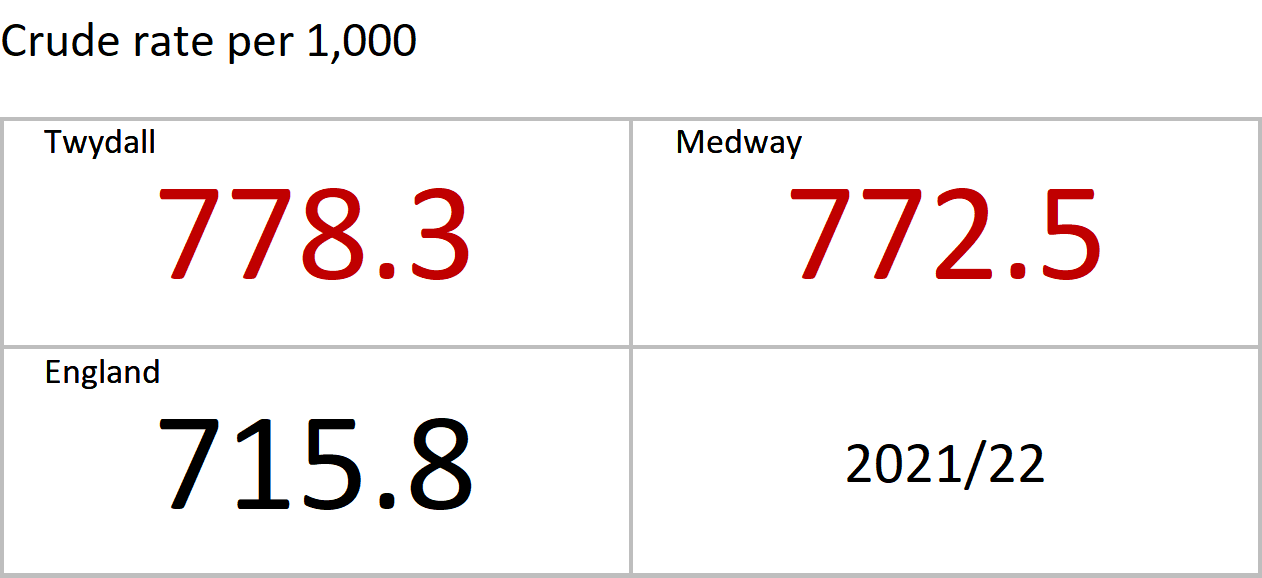 Crude rate per 1,000
Twydall
778.3
Medway
772.5
England
715.8
2021/22